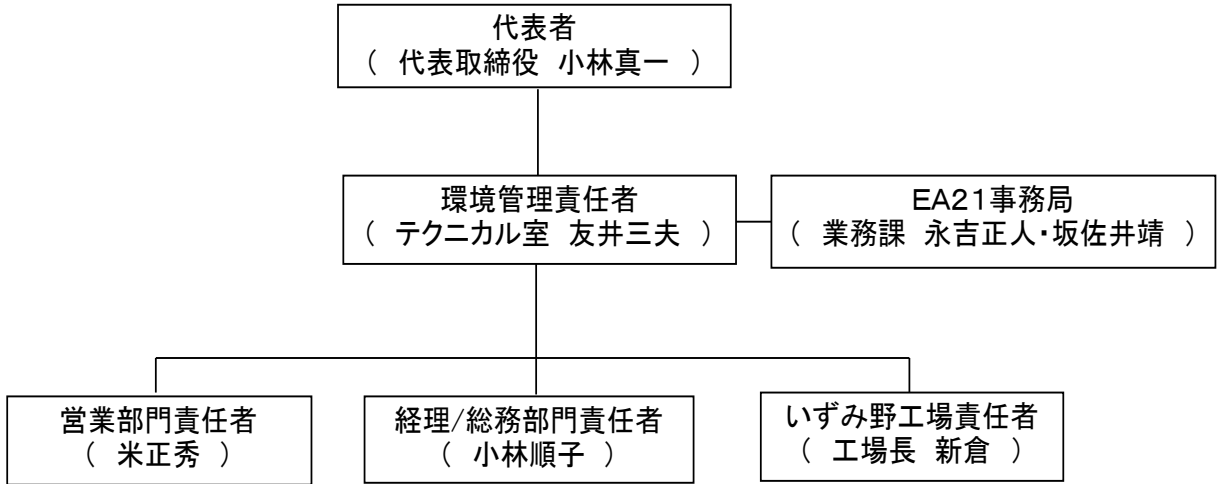 代表者
( 代表取締役 小林真一 )
環境管理責任者
( テクニカル室 友井三夫 )
EA21事務局
( 業務課 永吉正人・坂佐井靖 )
営業部門責任者
( 米正秀 )
経理/総務部門責任者
( 小林順子 )
いずみ野工場責任者
( 工場長 新倉 )